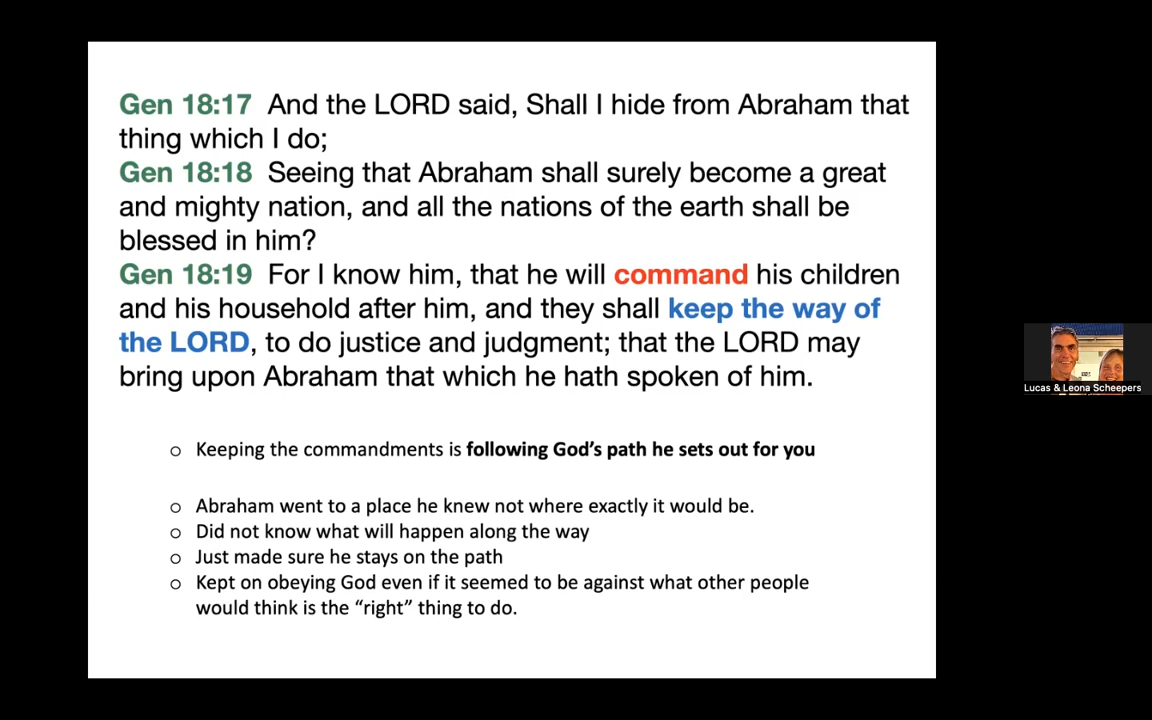 Gen 18:17 And the LORD said, Shall I hide from Abraham that
thing which I do;
Gen 18:18 Seeing that Abraham shall surely become a great
and mighty nation, and all the nations of the earth shall be
blessed in him?
Gen 18:19 For I know him, that he will command his children
and his household after him, and they shall keep the way of
the LORD, to do justice and judgment; that the LORD may
bring upon Abraham that which he hath spoken of him.
o Keeping the commandments is following God’s path he sets out for you
o Abraham went to a place he knew not where exactly it would be.
o Did not know what will happen along the way
o Just made sure he stays on the path
o Kept on obeying God even if it seemed to be against what other people
would think is the “right” thing to do.
Lucas & Leona Scheepers